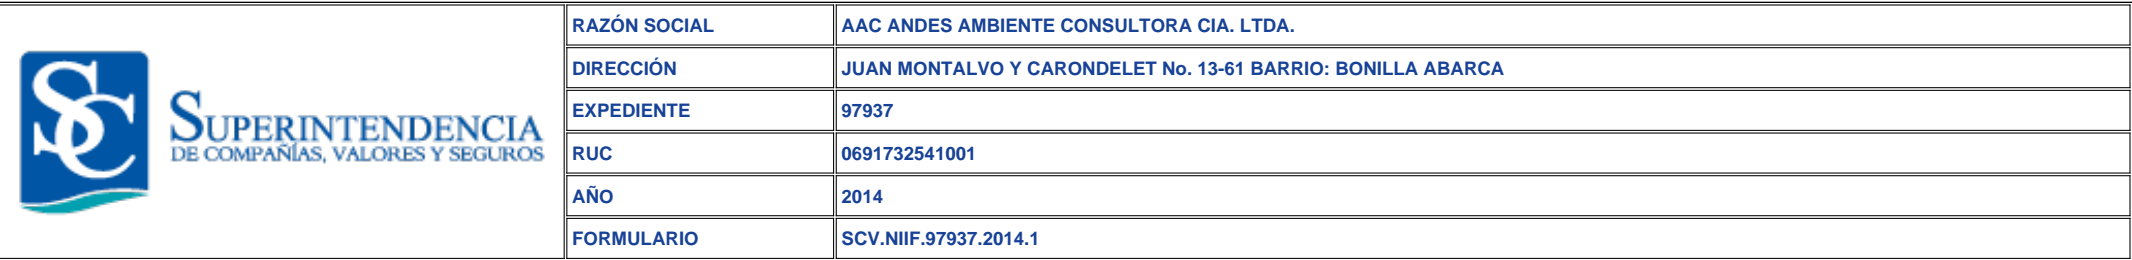 SC
SUPERINTENDENCIA
DE COMPAÑÍAS, VALORES Y SEGUROS
RAZÓN SOCIAL AAC ANDES AMBIENTE CONSULTORA CIA. LTDA.
DIRECCIÓN JUAN MONTALVO Y CARONDELET No. 13-61 BARRIO: BONILLA ABARCA
EXPEDIENTE 97937
RUC 0691732541001
AÑO 2014
FORMULARIO SCV.NIIF.97937.2014.1